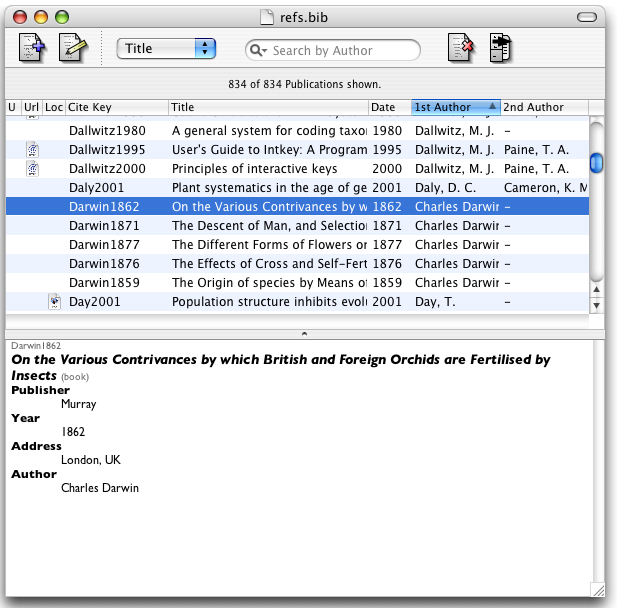 refs.bib
Title
Search by Author
834 of 834 Publications shown.
U Url Loc Cite Key Title Date 1st Author 2nd Author
Dallwitz1980 A general system for coding taxo 1980 Dallwitz, M. J. –
Dallwitz1995 User's Guide to Intkey: A Program 1995 Dallwitz, M. J. Paine, T. A.
Dallwitz2000 Principles of interactive keys 2000 Dallwitz, M. J. Paine, T. A.
Daly2001 Plant systematics in the age of ge 2001 Daly, D. C. Cameron, K. M
Darwin1862 On the Various Contrivances by w 1862 Charles Darwin –
Darwin1871 The Descent of Man, and Selection 1871 Charles Darwin –
Darwin1877 The Different Forms of Flowers on 1877 Charles Darwin –
Darwin1876 The Effects of Cross and Self-Fert 1876 Charles Darwin –
Darwin1859 The Origin of species by Means of 1859 Charles Darwin –
Day2001 Population structure inhibits evolu 2001 Day, T. –
Darwin1862
On the Various Contrivances by which British and Foreign Orchids are Fertilised by
Insects (book)
Publisher
Murray
Year
1862
Address
London, UK
Author
Charles Darwin